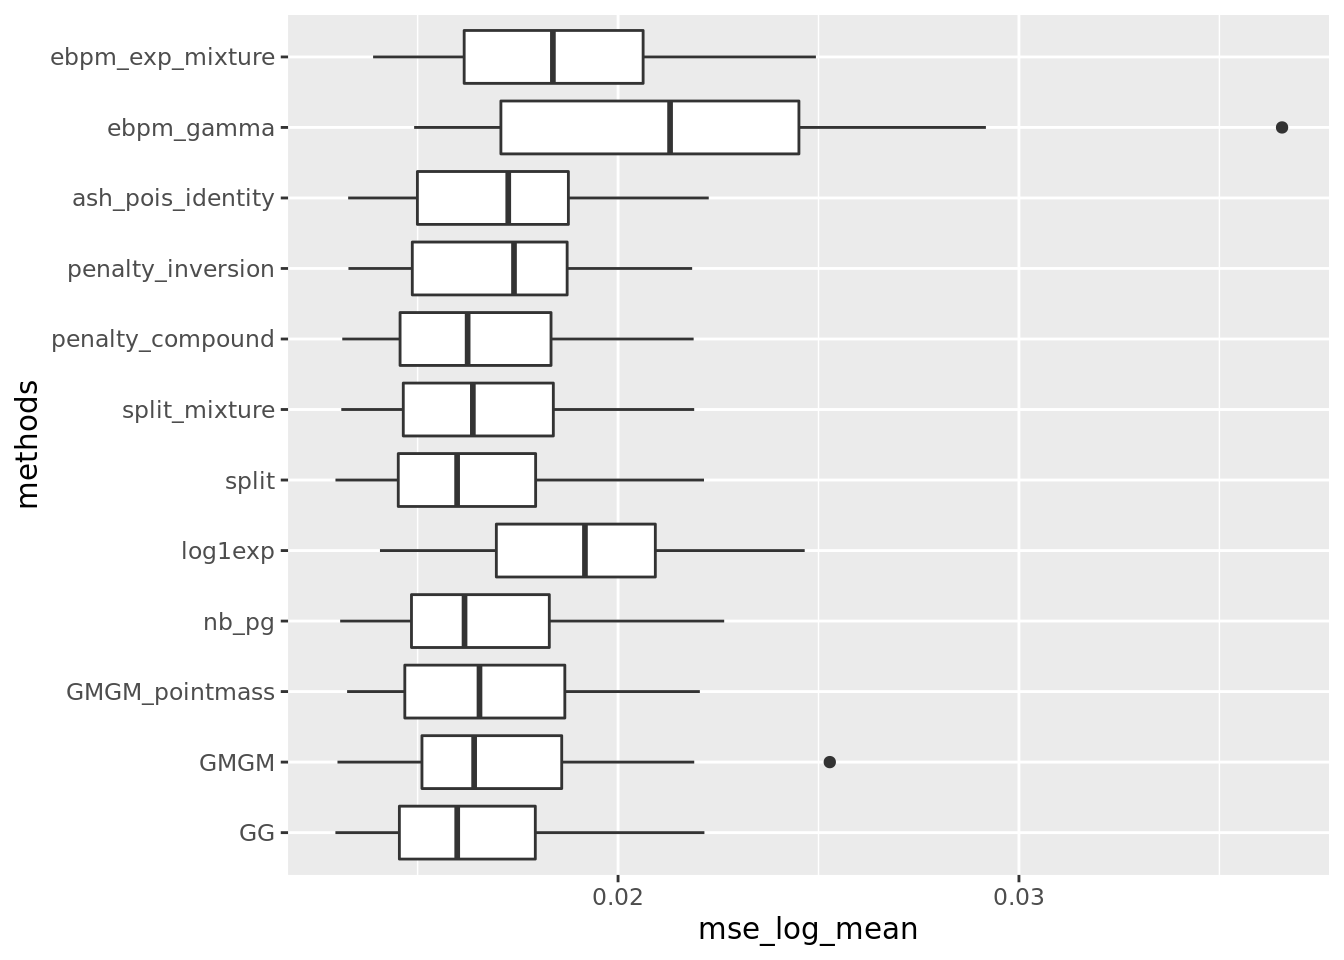 ebpm_exp_mixture
ebpm_gamma
ash_pois_identity
penalty_inversion
penalty_compound
split_mixture
split
log1exp
nb_pg
GMGM_pointmass
GMGM
GG
methods
0.02
0.03
mse_log_mean